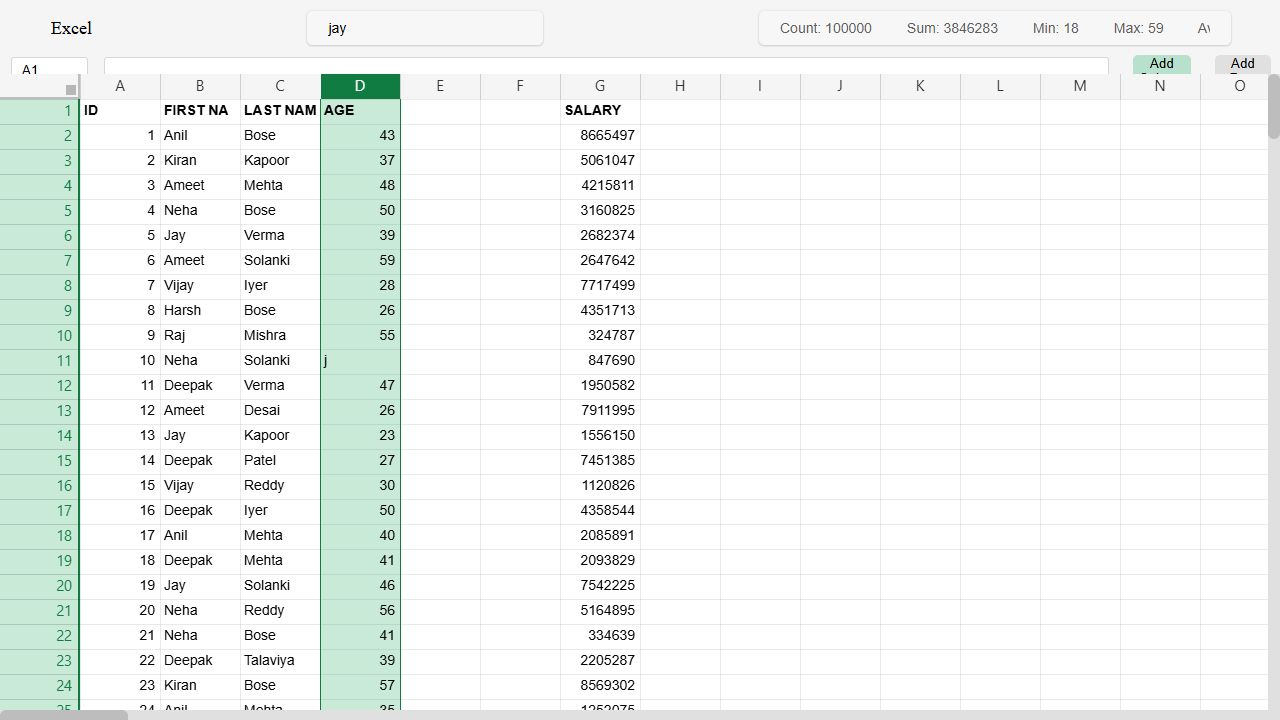 Excel jay Count: 100000 Sum: 3846283 Min: 18 Max: 59
A1 Add Add
A B C D E F G H I J K L M N O
1 ID FIRST NA LAST NAM AGE SALARY
2 1 Anil Bose 43 8665497
3 2 Kiran Kapoor 37 5061047
4 3 Ameet Mehta 48 4215811
5 4 Neha Bose 50 3160825
6 5 Jay Verma 39 2682374
7 6 Ameet Solanki 59 2647642
8 7 Vijay Iyer 28 7717499
9 8 Harsh Bose 26 4351713
10 9 Raj Mishra 55 324787
11 10 Neha Solanki j 847690
12 11 Deepak Verma 47 1950582
13 12 Ameet Desai 26 7911995
14 13 Jay Kapoor 23 1556150
15 14 Deepak Patel 27 7451385
16 15 Vijay Reddy 30 1120826
17 16 Deepak Iyer 50 4358544
18 17 Anil Mehta 40 2085891
19 18 Deepak Mehta 41 2093829
20 19 Jay Solanki 46 7542225
21 20 Neha Reddy 56 5164895
22 21 Neha Bose 41 334639
23 22 Deepak Talaviya 39 2205287
24 23 Kiran Bose 57 8569302
25 24 Anil Mehta 35 1252075